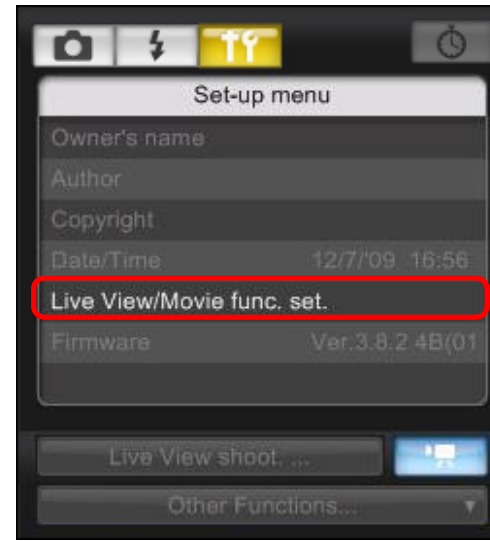 Set-up menu
Owner's name
Author
Copyright
Date/Time 12/7/'09 16:56
Live View/Movie func. set.
Firmware Ver.3.8.2 4B(01
Live View shoot. ...
Other Functions...